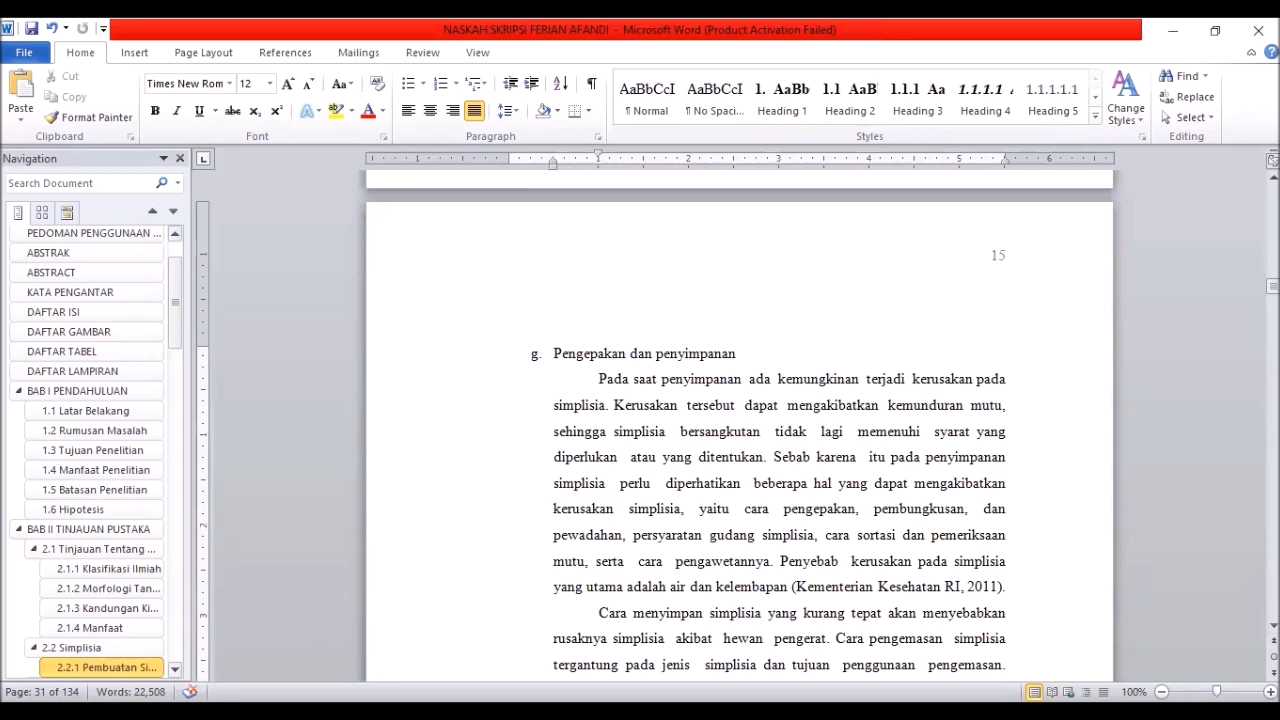 NASKAH SKRIPSI FERIAN AFANDI - Microsoft Word (Product Activation Failed)
File Home Insert Page Layout References Mailings Review View
Paste
Cut
Copy
Format Painter
Clipboard
Times New Rom 12
Font
Paragraph
AaBbCcI AaBbCcI 1. AaBb 1.1 AaB 1.1.1 Aa 1.1.1.1 1.1.1.1.1
¶ Normal ¶ No Spaci... Heading 1 Heading 2 Heading 3 Heading 4 Heading 5
Styles
Change Styles
Find
Replace
Select
Editing
Navigation
Search Document
PEDOMAN PENGGUNAAN ...
ABSTRAK
ABSTRACT
KATA PENGANTAR
DAFTAR ISI
DAFTAR GAMBAR
DAFTAR TABEL
DAFTAR LAMPIRAN
BAB I PENDAHULUAN
1.1 Latar Belakang
1.2 Rumusan Masalah
1.3 Tujuan Penelitian
1.4 Manfaat Penelitian
1.5 Batasan Penelitian
1.6 Hipotesis
BAB II TINJAUAN PUSTAKA
2.1 Tinjauan Tentang ...
2.1.1 Klasifikasi Ilmiah
2.1.2 Morfologi Tan...
2.1.3 Kandungan Ki...
2.1.4 Manfaat
2.2 Simplisia
2.2.1 Pembuatan Si...
15
g. Pengepakan dan penyimpanan
Pada saat penyimpanan ada kemungkinan terjadi kerusakan pada
simplisia. Kerusakan tersebut dapat mengakibatkan kemunduran mutu,
sehingga simplisia bersangkutan tidak lagi memenuhi syarat yang
diperlukan atau yang ditentukan. Sebab karena itu pada penyimpanan
simplisia perlu diperhatikan beberapa hal yang dapat mengakibatkan
kerusakan simplisia, yaitu cara pengepakan, pembungkusan, dan
pewadahan, persyaratan gudang simplisia, cara sortasi dan pemeriksaan
mutu, serta cara pengawetannya. Penyebab kerusakan pada simplisia
yang utama adalah air dan kelembapan (Kementerian Kesehatan RI, 2011).
Cara menyimpan simplisia yang kurang tepat akan menyebabkan
rusaknya simplisia akibat hewan pengerat. Cara pengemasan simplisia
tergantung pada jenis simplisia dan tujuan penggunaan pengemasan.
Page: 31 of 134 Words: 22,508 100%